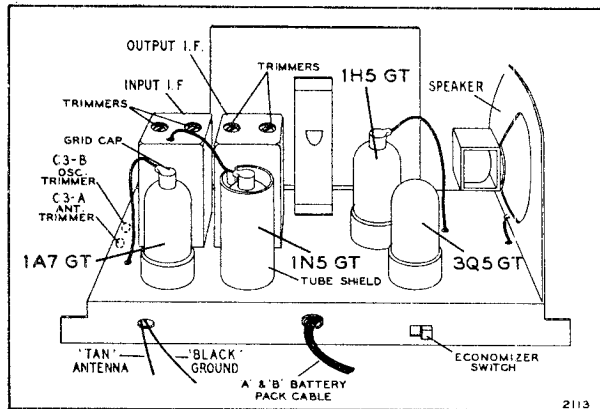 OUTPUT I.F.
INPUT I.F
TRIMMERS
TRIMMERS
1H5 GT
SPEAKER
GRID CAP
C3-B
OSC.
TRIMMER
C3-A
ANT.
TRIMMER
1A7 GT
1N5 GT
TUBE SHIELD
3Q5 GT
'TAN'
ANTENNA
'BLACK'
GROUND
'A' & 'B' BATTERY
PACK CABLE
ECONOMIZER
SWITCH
2113